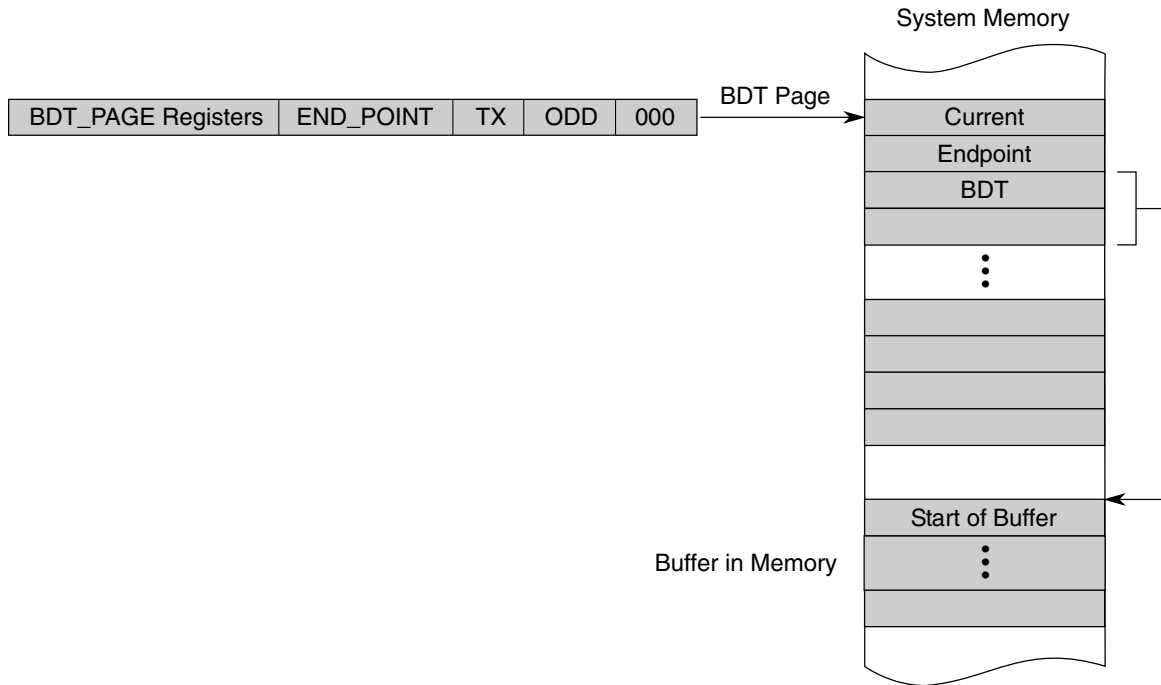 System Memory
BDT_PAGE Registers END_POINT TX ODD 000
BDT Page
Current
Endpoint
BDT
Start of Buffer
Buffer in Memory